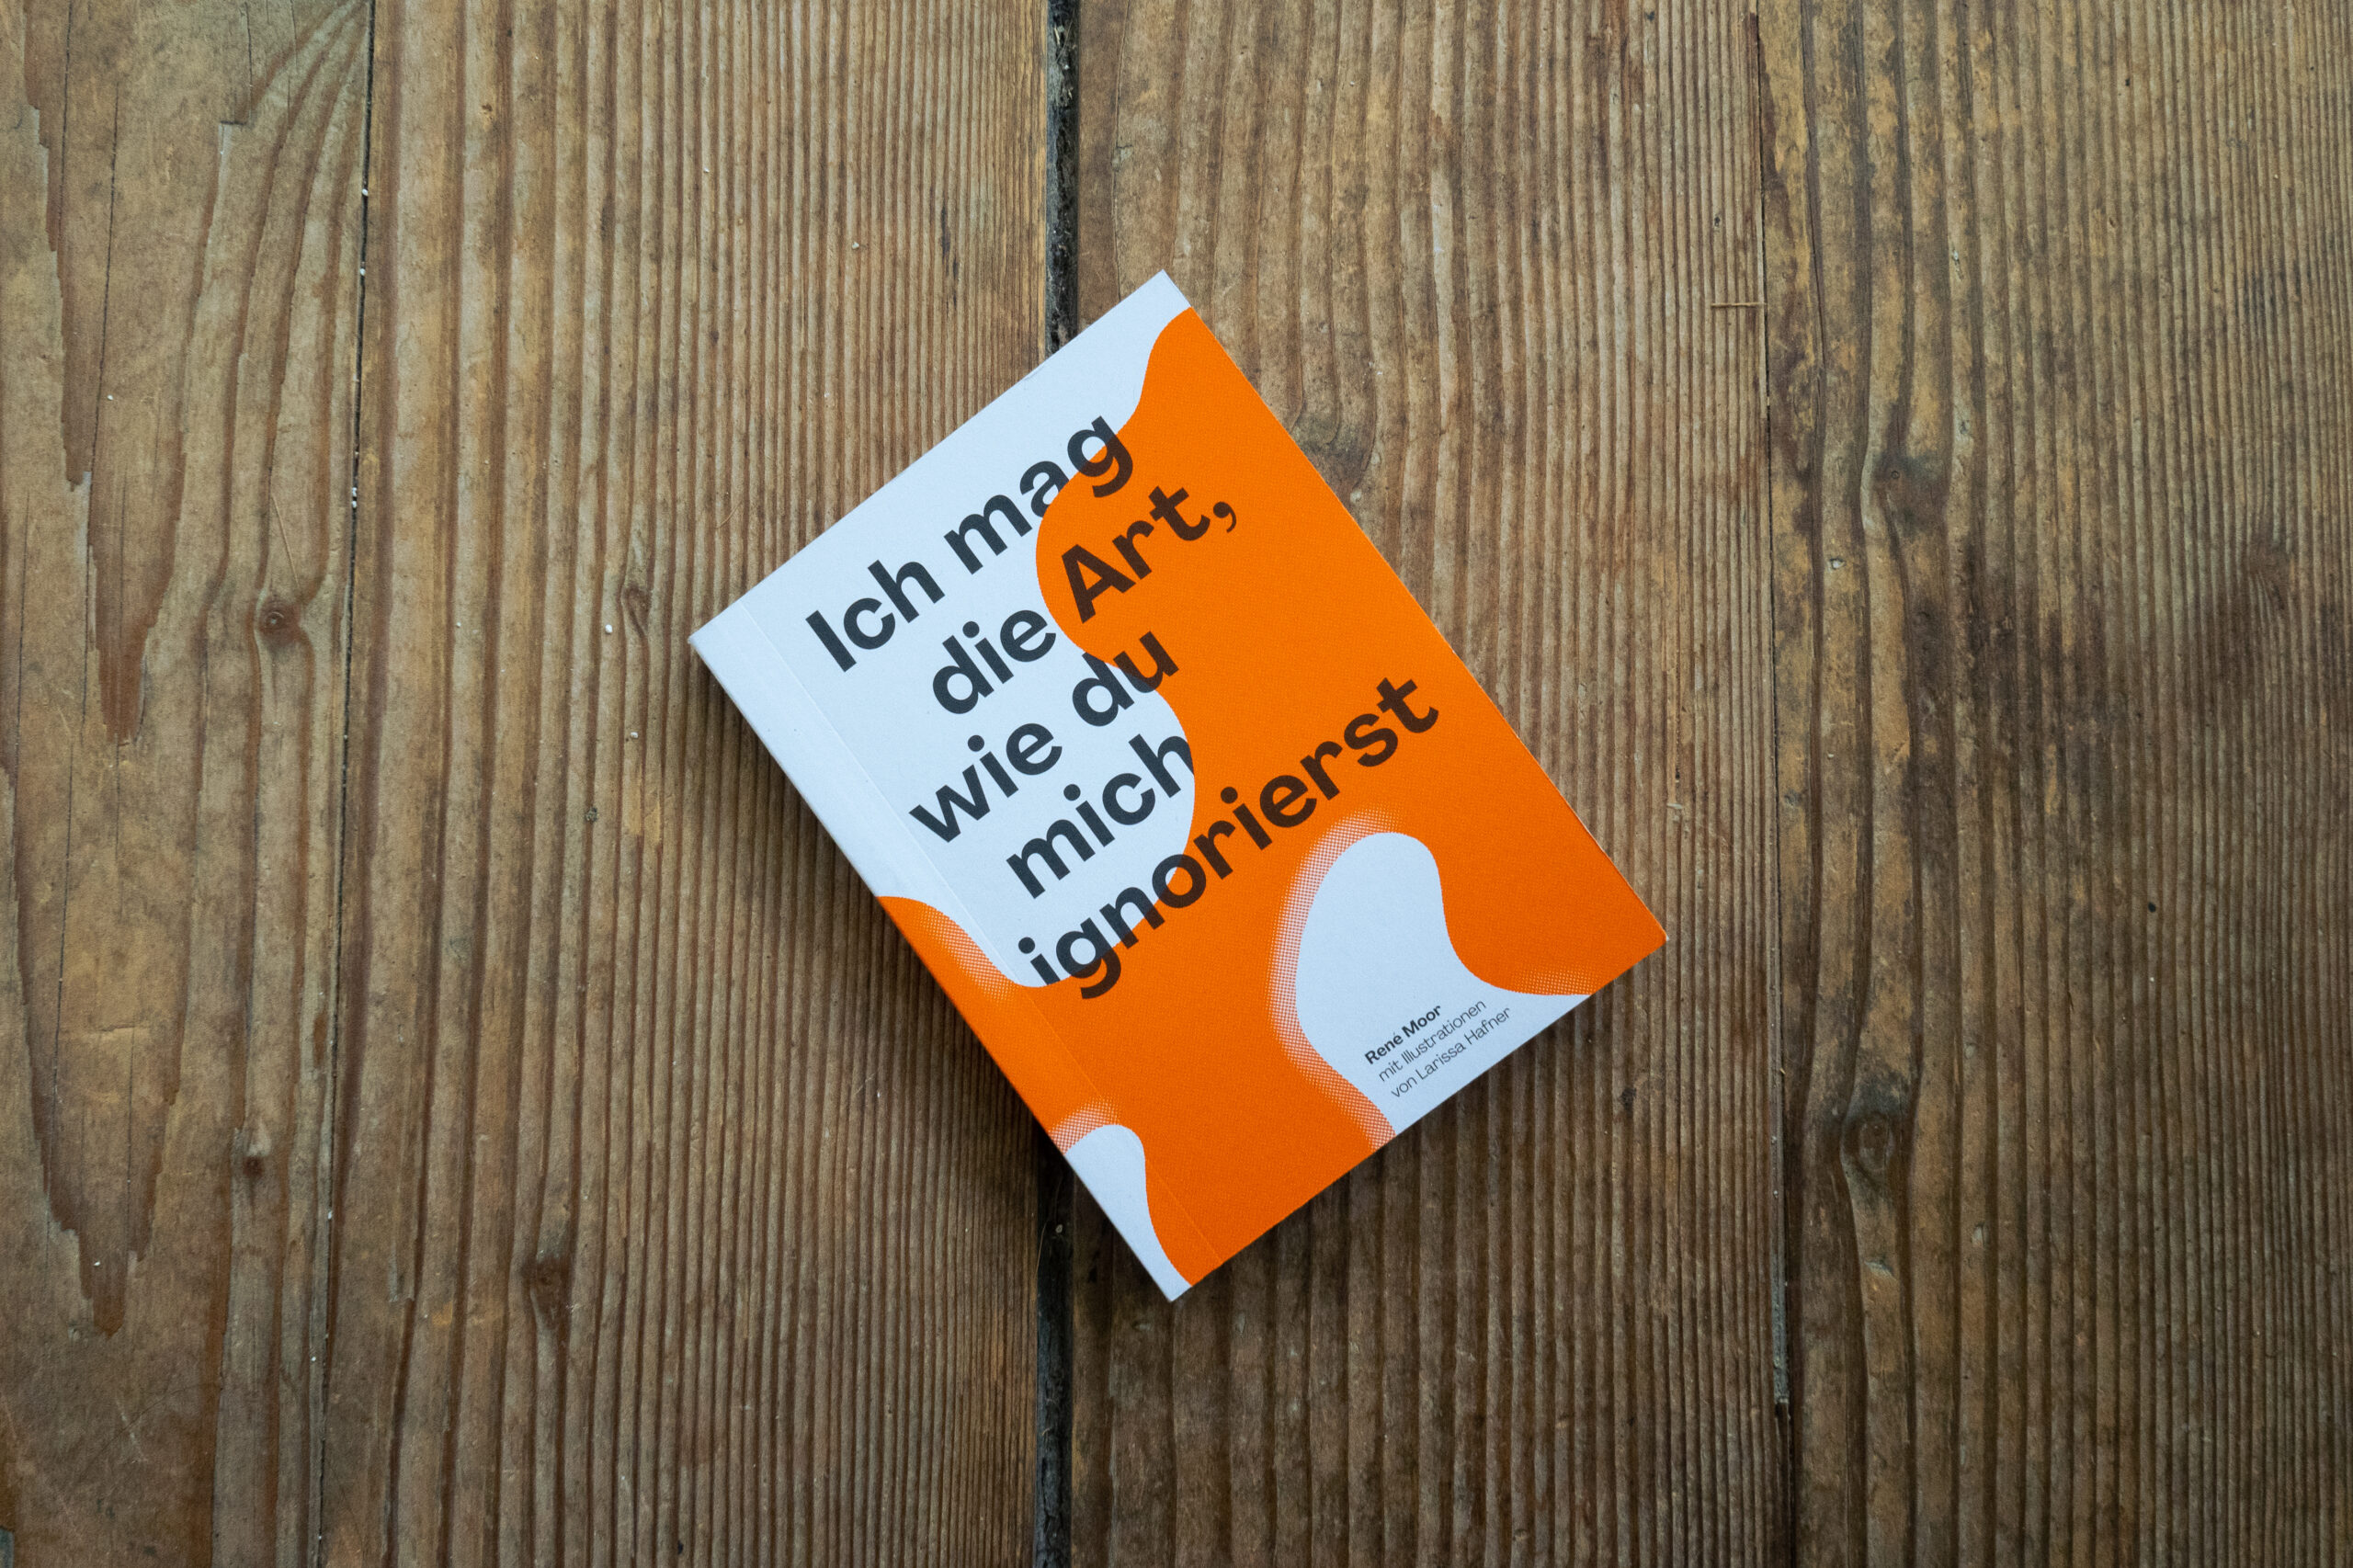 Ich mag
die Art,
wie du
mich
ignorierst
René Moor
mit Illustrationen
von Larissa Hafner